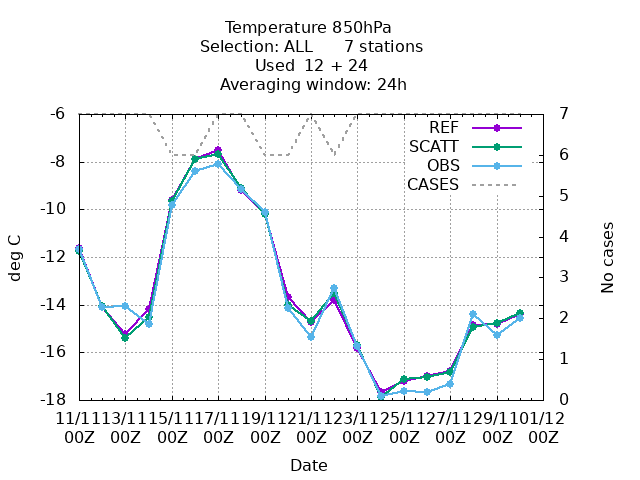 Temperature 850hPa
Selection: ALL 7 stations
Used 12 + 24
Averaging window: 24h
-6 7
REF
SCATT
-8 6
OBS
CASES
5
-10
4
-12
deg C
No cases
3
-14
2
-16
1
-18 0
11/11 13/11 15/11 17/11 19/11 21/11 23/11 25/11 27/11 29/11 01/12
00Z 00Z 00Z 00Z 00Z 00Z 00Z 00Z 00Z 00Z 00Z
Date